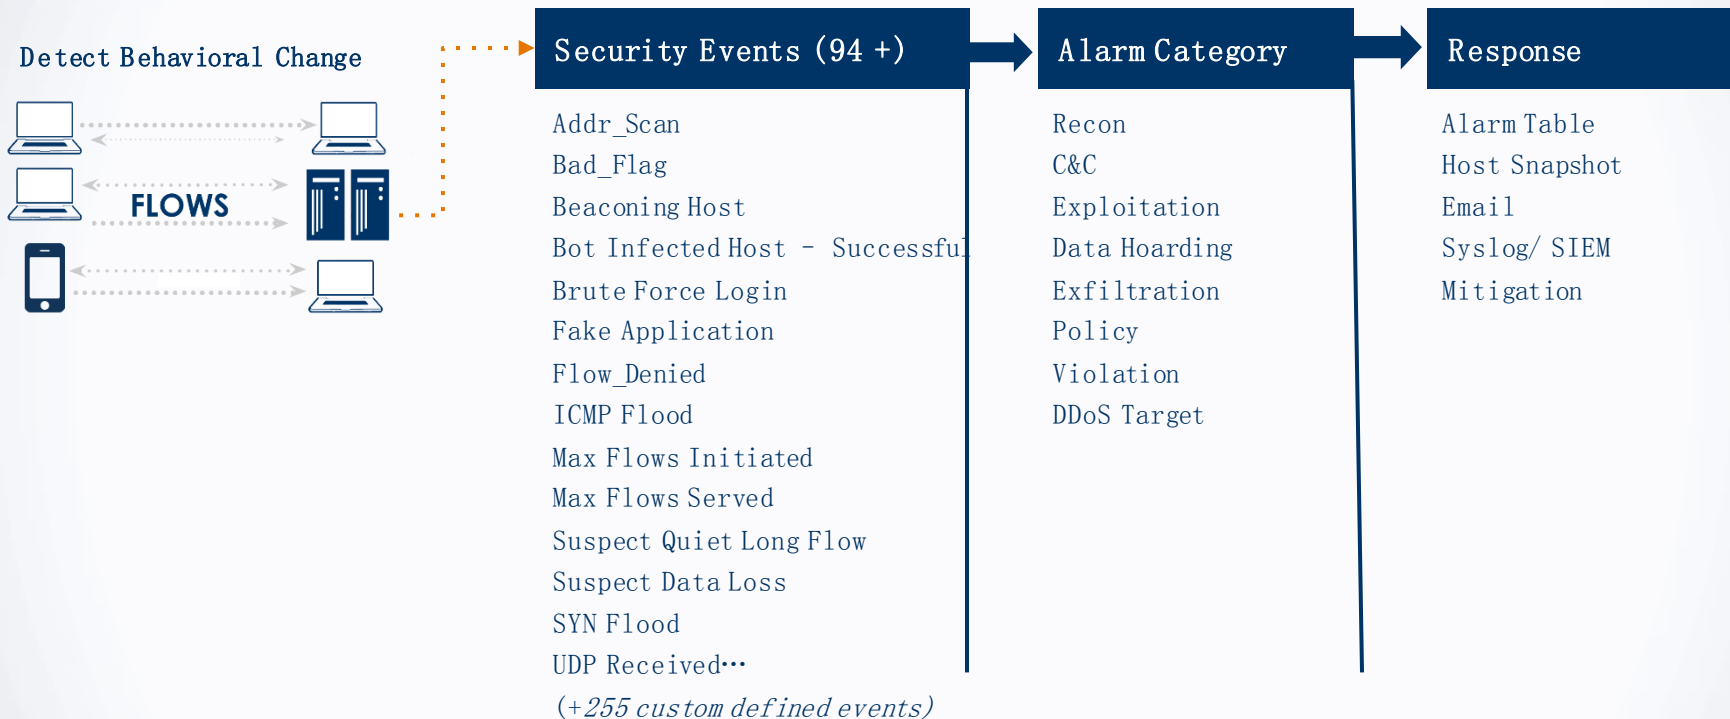 Detect Behavioral Change
FLOWS
Security Events (94 +)
Addr_Scan
Bad_Flag
Beaconing Host
Bot Infected Host – Successful
Brute Force Login
Fake Application
Flow_Denied
ICMP Flood
Max Flows Initiated
Max Flows Served
Suspect Quiet Long Flow
Suspect Data Loss
SYN Flood
UDP Received…
(+255 custom defined events)
Alarm Category
Recon
C&C
Exploitation
Data Hoarding
Exfiltration
Policy
Violation
DDoS Target
Response
Alarm Table
Host Snapshot
Email
Syslog/ SIEM
Mitigation